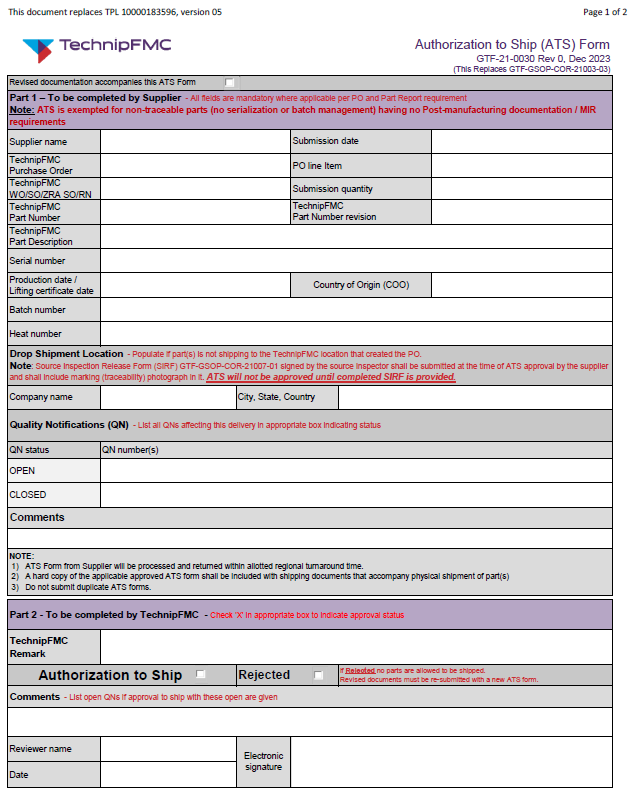 This document replaces TPL 10000183596, version 05
Page 1 of 2
TechnipFMC
Authorization to Ship (ATS) Form
GTF-21-0030 Rev 0, Dec 2023
(This Replaces GTF-GSOP-COR-21003-03)
Revised documentation accompanies this ATS Form
Part 1 – To be completed by Supplier - All fields are mandatory where applicable per PO and Part Report requirement
Note: ATS is exempted for non-traceable parts (no serialization or batch management) having no Post-manufacturing documentation / MIR
requirements
Supplier name
Submission date
TechnipFMC
Purchase Order
PO line Item
TechnipFMC
WO/SO/ZRA SO/RN
Submission quantity
TechnipFMC
Part Number
TechnipFMC
Part Number revision
TechnipFMC
Part Description
Serial number
Production date /
Lifting certificate date
Country of Origin (COO)
Batch number
Heat number
Drop Shipment Location - Populate if part(s) is not shipping to the TechnipFMC location that created the PO.
Note: Source Inspection Release Form (SIRF) GTF-GSOP-COR-21007-01 signed by the source inspector shall be submitted at the time of ATS approval by the supplier
and shall include marking (traceability) photograph in it. ATS will not be approved until completed SIRF is provided.
Company name
City, State, Country
Quality Notifications (QN) - List all QNs affecting this delivery in appropriate box indicating status
QN status
QN number(s)
OPEN
CLOSED
Comments
NOTE:
1) ATS Form from Supplier will be processed and returned within allotted regional turnaround time.
2) A hard copy of the applicable approved ATS form shall be included with shipping documents that accompany physical shipment of part(s)
3) Do not submit duplicate ATS forms.
Part 2 - To be completed by TechnipFMC - Check 'X' in appropriate box to indicate approval status
TechnipFMC
Remark
Authorization to Ship
Rejected
If Rejected no parts are allowed to be shipped.
Revised documents must be re-submitted with a new ATS form.
Comments - List open QNs if approval to ship with these open are given
Reviewer name
Electronic
signature
Date